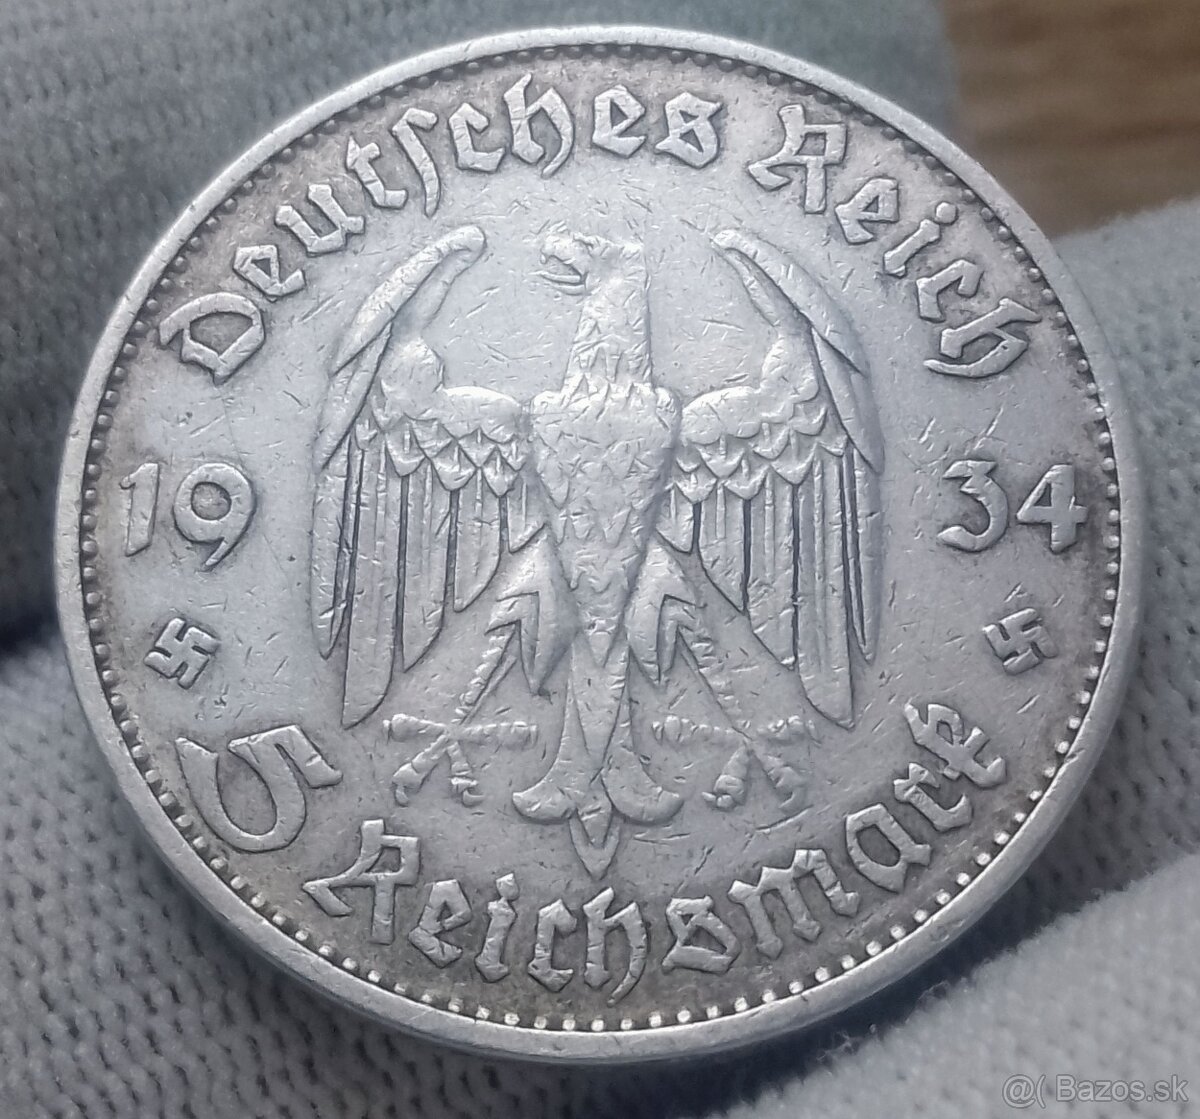 Deutſches Reich
1934
5 Reichsmark
@( Bazos.sk